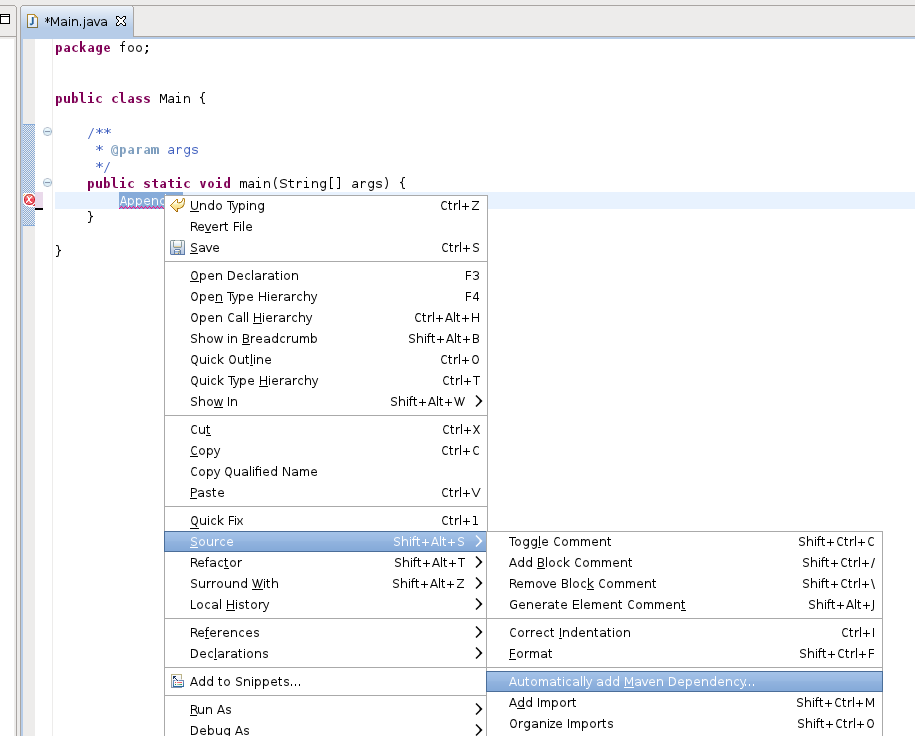 *Main.java
package foo;
public class Main {
/**
* @param args
*/
public static void main(String[] args) {
}
}
Undo Typing Ctrl+Z
Revert File
Save Ctrl+S
Open Declaration F3
Open Type Hierarchy F4
Open Call Hierarchy Ctrl+Alt+H
Show in Breadcrumb Shift+Alt+B
Quick Outline Ctrl+O
Quick Type Hierarchy Ctrl+T
Show In Shift+Alt+W
Cut Ctrl+X
Copy Ctrl+C
Copy Qualified Name
Paste Ctrl+V
Quick Fix Ctrl+1
Source Shift+Alt+S
Refactor Shift+Alt+T
Surround With Shift+Alt+Z
Local History
References
Declarations
Add to Snippets...
Run As
Debug As
Toggle Comment Shift+Ctrl+C
Add Block Comment Shift+Ctrl+/
Remove Block Comment Shift+Ctrl+\
Generate Element Comment Shift+Alt+J
Correct Indentation Ctrl+I
Format Shift+Ctrl+F
Automatically add Maven Dependency...
Add Import Shift+Ctrl+M
Organize Imports Shift+Ctrl+O